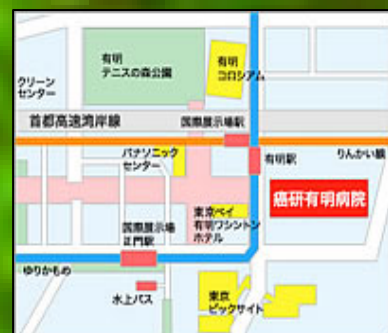 有明
テニスの森公園
有明
コロシアム
クリーン
センター
首都高速湾岸線
国際展示場駅
パナソニック
センター
有明駅
りんかい線
癌研有明病院
東京ベイ
有明ワシントン
ホテル
国際展示場
正門駅
ゆりかもめ
水上バス
東京
ビックサイト